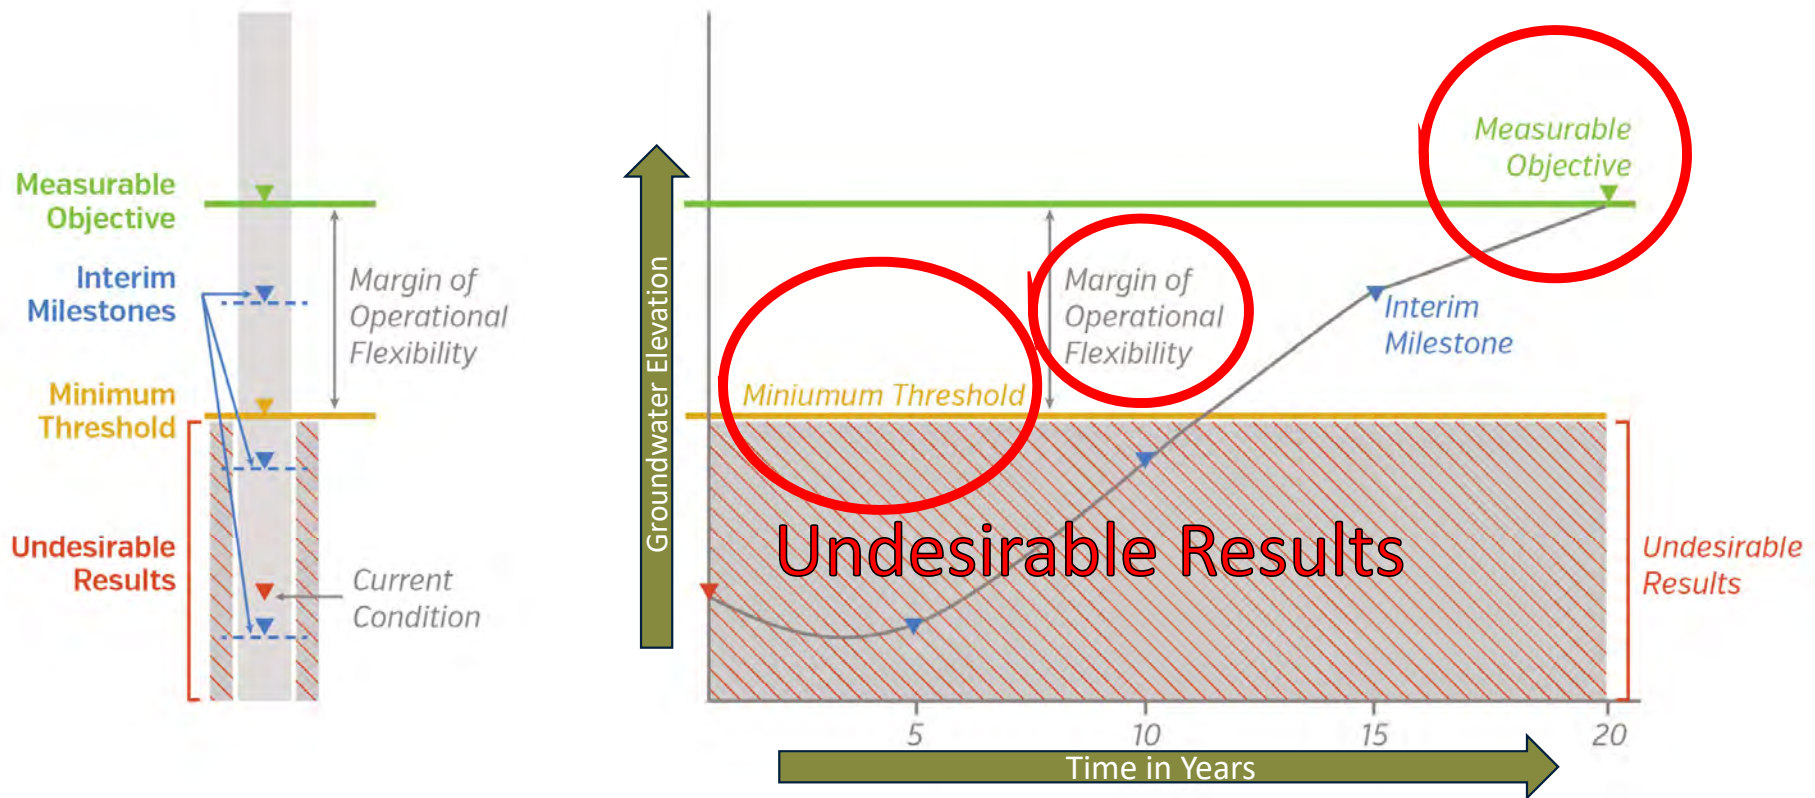 Measurable
Objective
Interim
Milestones
Minimum
Threshold
Undesirable
Results
Margin of
Operational
Flexibility
Current
Condition
Groundwater Elevation
Measurable
Objective
Margin of
Operational
Flexibility
Interim
Milestone
Miniumum Threshold
Undesirable Results
Undesirable
Results
5 10 15 20
Time in Years